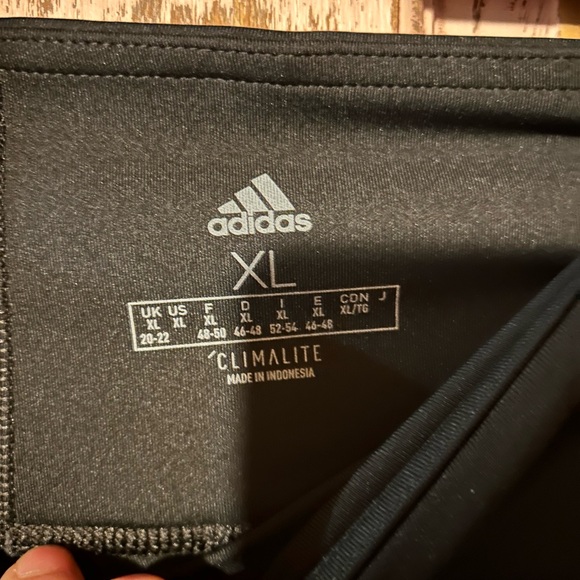 adidas
XL
UK US F D I E CDN J
XL XL XL XL XL XL XL/TG
20-22 48-50 46-48 52-54 46-48
CLIMALITE
MADE IN INDONESIA